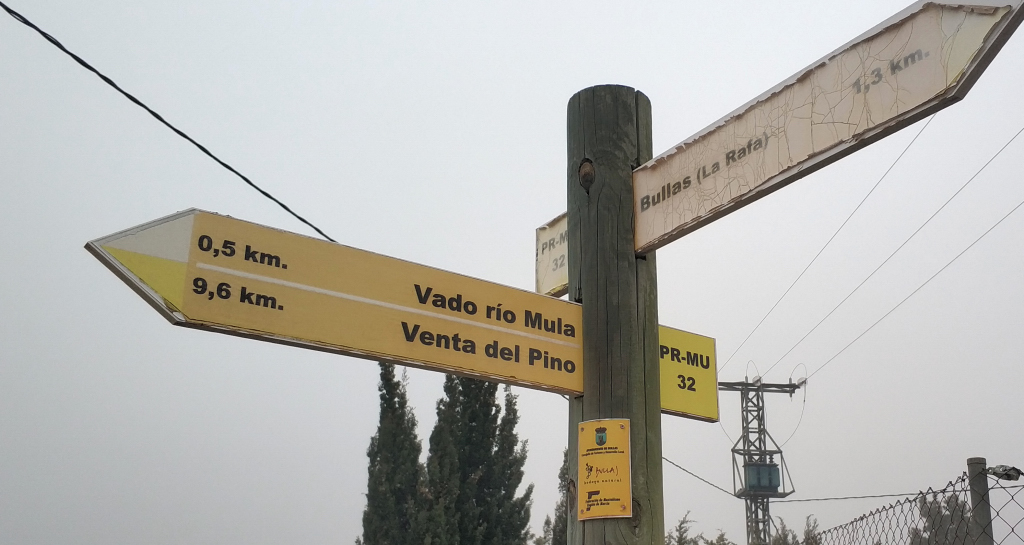 0,5 km. Vado río Mula
9,6 km. Venta del Pino
Bullas (La Rafa) 1,3 km.
PR-M
32
PR-MU
32
BULLAS